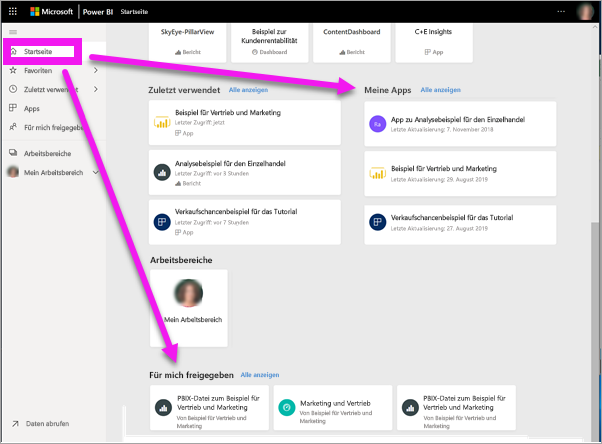 Microsoft Power BI Startseite
Startseite
Favoriten
Zuletzt verwendet
Apps
Für mich freigegeben
Arbeitsbereiche
Mein Arbeitsbereich
Daten abrufen
SkyEye-PillarView
Bericht
Beispiel zur
Kundenrentabilität
Dashboard
ContentDashboard
Bericht
C+E Insights
App
Zuletzt verwendet Alle anzeigen
Beispiel für Vertrieb und Marketing
Letzter Zugriff: Jetzt
App
Analysebeispiel für den Einzelhandel
Letzter Zugriff: vor 3 Stunden
Bericht
Verkaufschancenbeispiel für das Tutorial
Letzter Zugriff: vor 7 Stunden
App
Meine Apps Alle anzeigen
Ra
App zu Analysebeispiel für den Einzelhandel
Letzte Aktualisierung: 7. November 2018
Beispiel für Vertrieb und Marketing
Letzte Aktualisierung: 29. August 2019
Verkaufschancenbeispiel für das Tutorial
Letzte Aktualisierung: 27. August 2019
Arbeitsbereiche
Mein Arbeitsbereich
Für mich freigegeben Alle anzeigen
PBIX-Datei zum Beispiel für
Vertrieb und Marketing
Von Beispiel für Vertrieb und
Marketing
Marketing und Vertrieb
Von Beispiel für Vertrieb und
Marketing
PBIX-Datei zum Beispiel für
Vertrieb und Marketing
Von Beispiel für Vertrieb und
Marketing